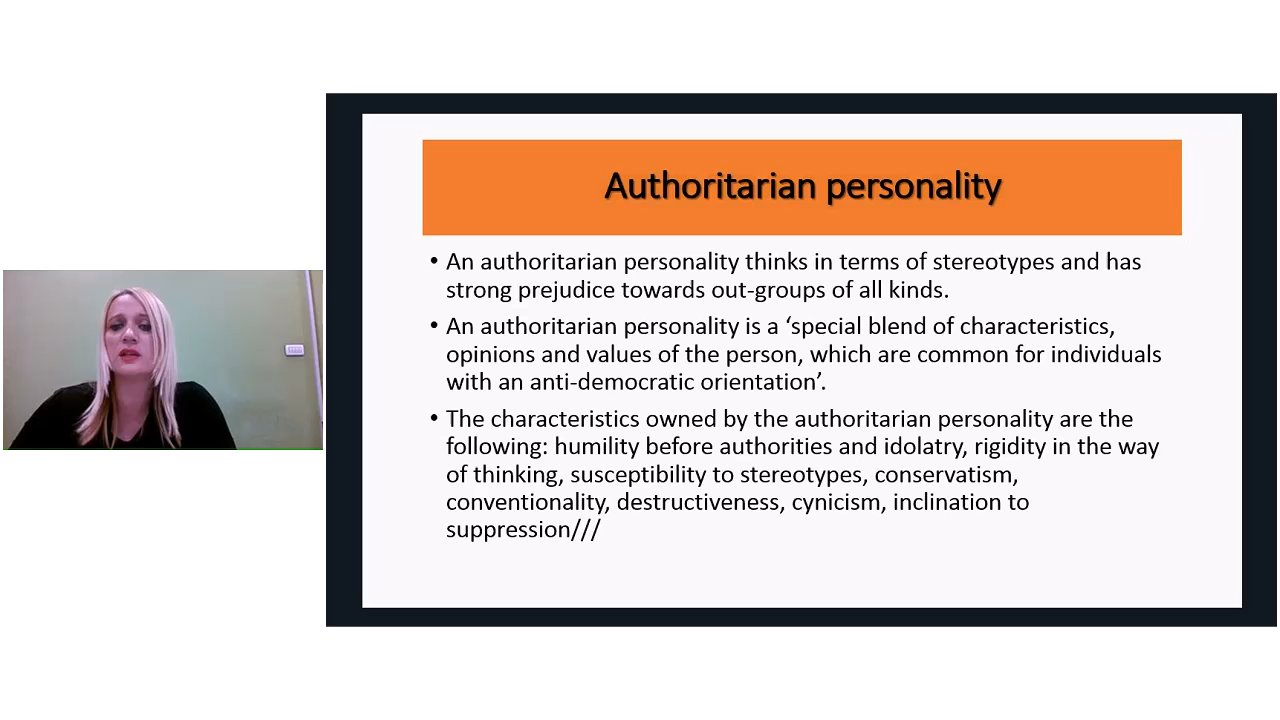 Authoritarian personality
• An authoritarian personality thinks in terms of stereotypes and has
strong prejudice towards out-groups of all kinds.
• An authoritarian personality is a ‘special blend of characteristics,
opinions and values of the person, which are common for individuals
with an anti-democratic orientation’.
• The characteristics owned by the authoritarian personality are the
following: humility before authorities and idolatry, rigidity in the way
of thinking, susceptibility to stereotypes, conservatism,
conventionality, destructiveness, cynicism, inclination to
suppression///